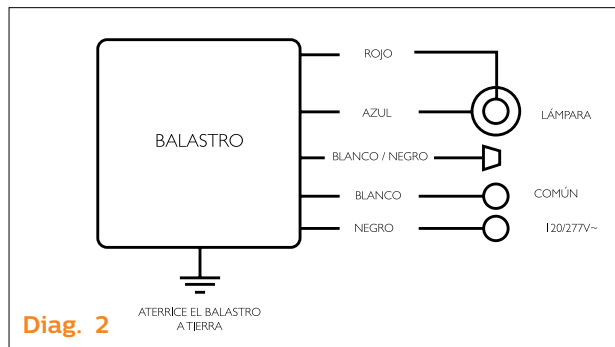 ROJO
AZUL
LÁMPARA
BALASTRO
BLANCO / NEGRO
BLANCO
COMÚN
NEGRO
120/277V~
ATERRICE EL BALASTRO
A TIERRA
Diag. 2